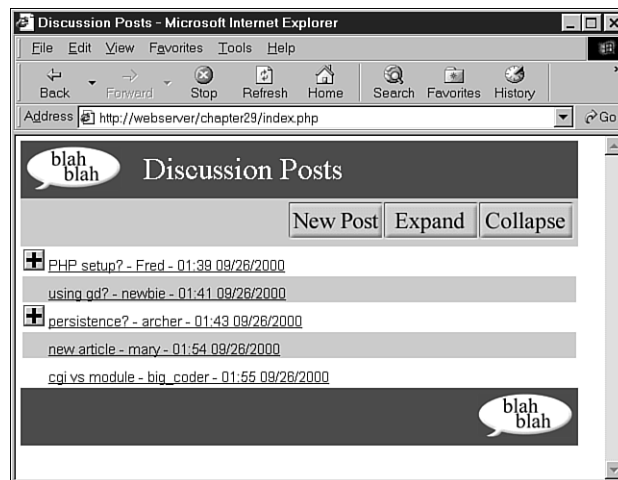 Discussion Posts - Microsoft Internet Explorer
File Edit View Favorites Tools Help
Back Forward Stop Refresh Home Search Favorites History »
Address http://webserver/chapter29/index.php Go
blah
blah
Discussion Posts
New Post Expand Collapse
PHP setup? - Fred - 01:39 09/26/2000
using gd? - newbie - 01:41 09/26/2000
persistence? - archer - 01:43 09/26/2000
new article - mary - 01:54 09/26/2000
cgi vs module - big_coder - 01:55 09/26/2000
blah
blah